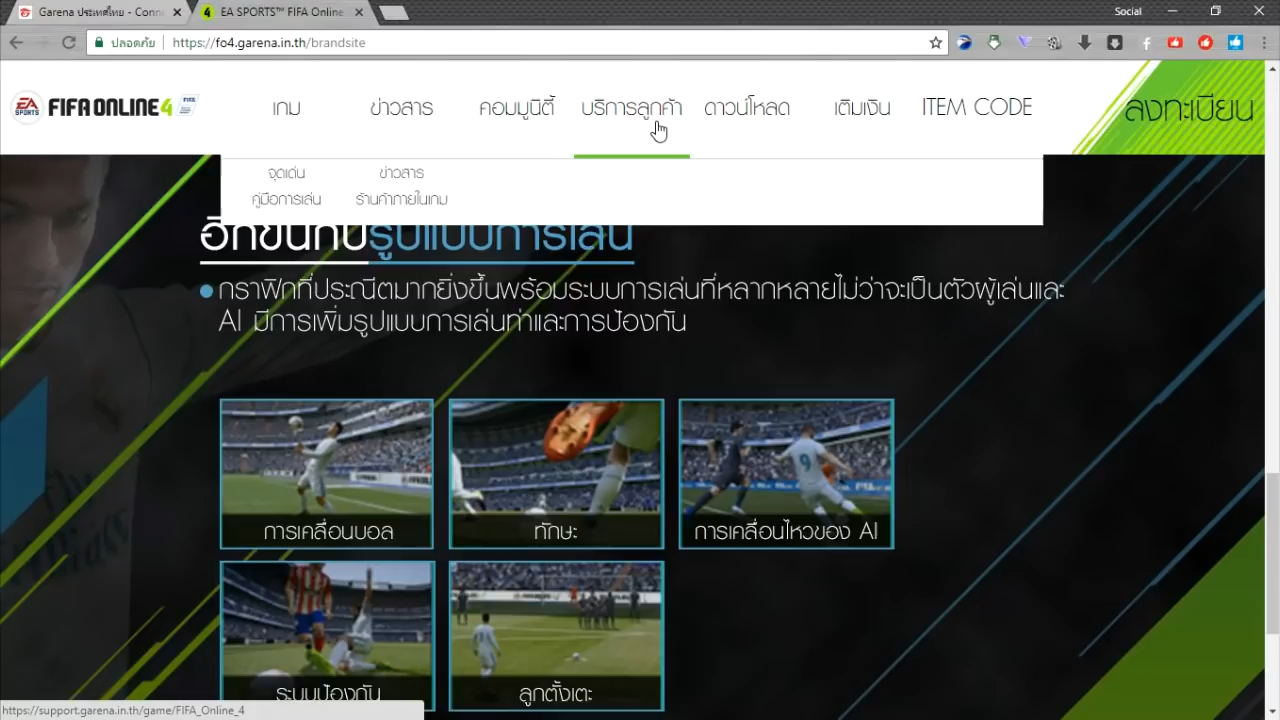 Garena ประเทศไทย - Conn
EA SPORTS™ FIFA Online
Social
ปลอดภัย
https://fo4.garena.in.th/brandsite
EA SPORTS FIFA ONLINE 4
เกม
ข่าวสาร
คอมมูนิตี้
บริการลูกค้า
ดาวน์โหลด
เติมเงิน
ITEM CODE
ลงทะเบียน
จุดเด่น
ข่าวสาร
คู่มือการเล่น
ร้านค้าภายในเกม
อีกขั้นกับรูปแบบการเล่น
กราฟิกที่ประณีตมากยิ่งขึ้นพร้อมระบบการเล่นที่หลากหลายไม่ว่าจะเป็นตัวผู้เล่นและ
AI มีการเพิ่มรูปแบบการเล่นท่าและการป้องกัน
การเคลื่อนบอล
ทักษะ
การเคลื่อนไหวของ AI
ระบบป้องกัน
ลูกตั้งเตะ
https://support.garena.in.th/game/FIFA_Online_4